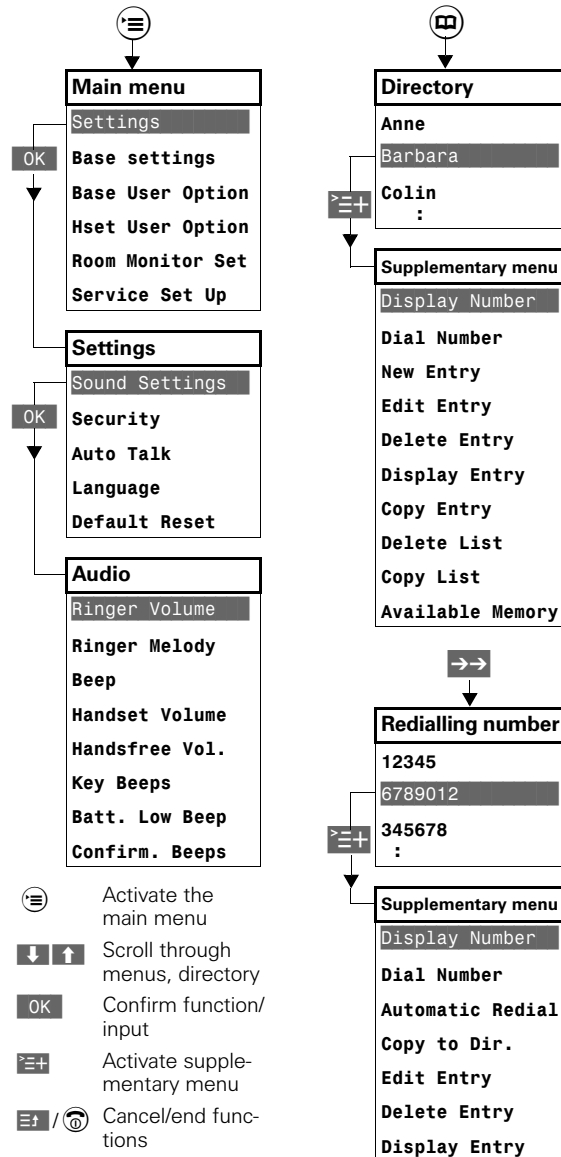 Main menu
Settings
OK
Base settings
Base User Option
Hset User Option
Room Monitor Set
Service Set Up
Settings
Sound Settings
OK
Security
Auto Talk
Language
Default Reset
Audio
Ringer Volume
Ringer Melody
Beep
Handset Volume
Handsfree Vol.
Key Beeps
Batt. Low Beep
Confirm. Beeps
Activate the
main menu
Scroll through
menus, directory
OK Confirm function/
input
Activate supple-
mentary menu
/ Cancel/end func-
tions
Directory
Anne
Barbara
Colin
:
Supplementary menu
Display Number
Dial Number
New Entry
Edit Entry
Delete Entry
Display Entry
Copy Entry
Delete List
Copy List
Available Memory
Redialling number
12345
6789012
345678
:
Supplementary menu
Display Number
Dial Number
Automatic Redial
Copy to Dir.
Edit Entry
Delete Entry
Display Entry